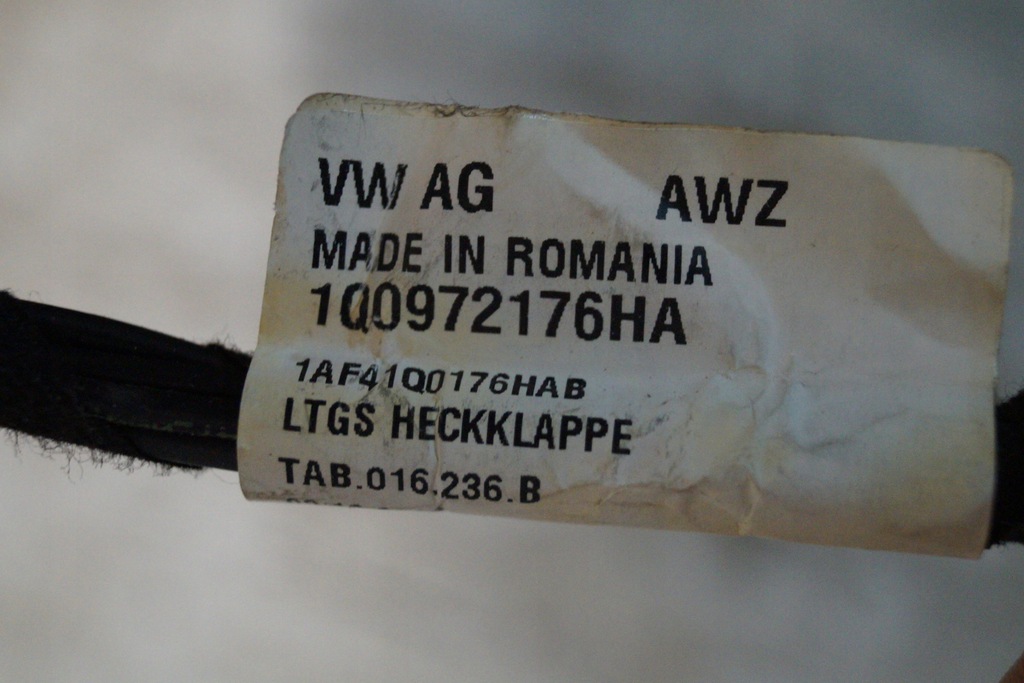 VW AG AWZ
MADE IN ROMANIA
1Q0972176HA
1AF41Q0176HAB
LTGS HECKKLAPPE
TAB.016.236.B